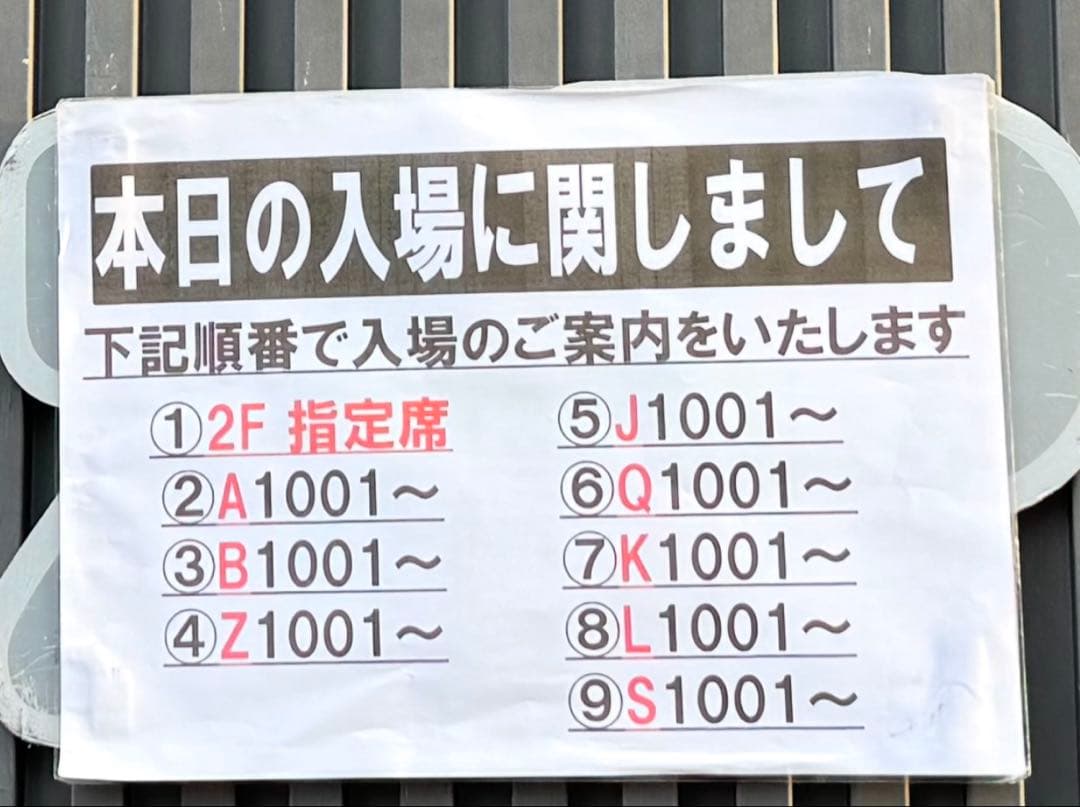 本日の入場に関しまして
下記順番で入場のご案内をいたします
①2F 指定席
②A1001～
③B1001～
④Z1001～
⑤J1001～
⑥Q1001～
⑦K1001～
⑧L1001～
⑨S1001～